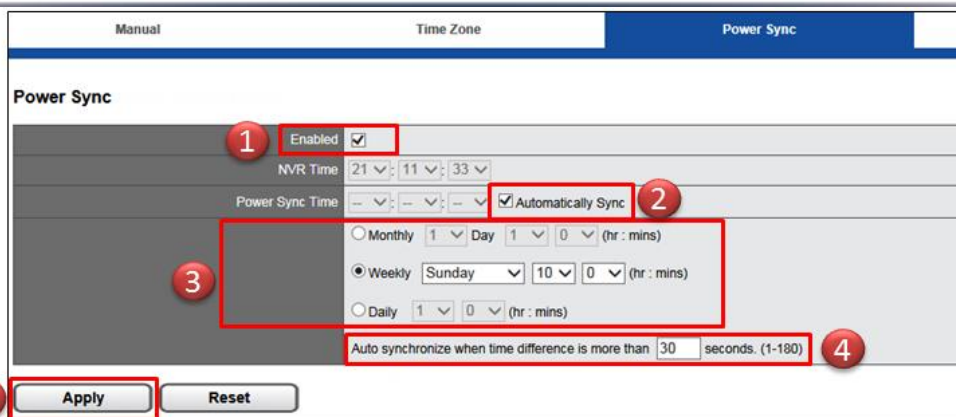 Manual Time Zone Power Sync
Power Sync
1 Enabled
NVR Time 21 : 11 : 33
Power Sync Time -- : -- : -- Automatically Sync 2
Monthly 1 Day 1 0 (hr : mins)
3 Weekly Sunday 10 0 (hr : mins)
Daily 1 0 (hr : mins)
Auto synchronize when time difference is more than 30 seconds. (1-180) 4
Apply Reset